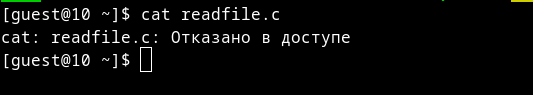 [guest@10 ~]$ cat readfile.c
cat: readfile.c: Отказано в доступе
[guest@10 ~]$